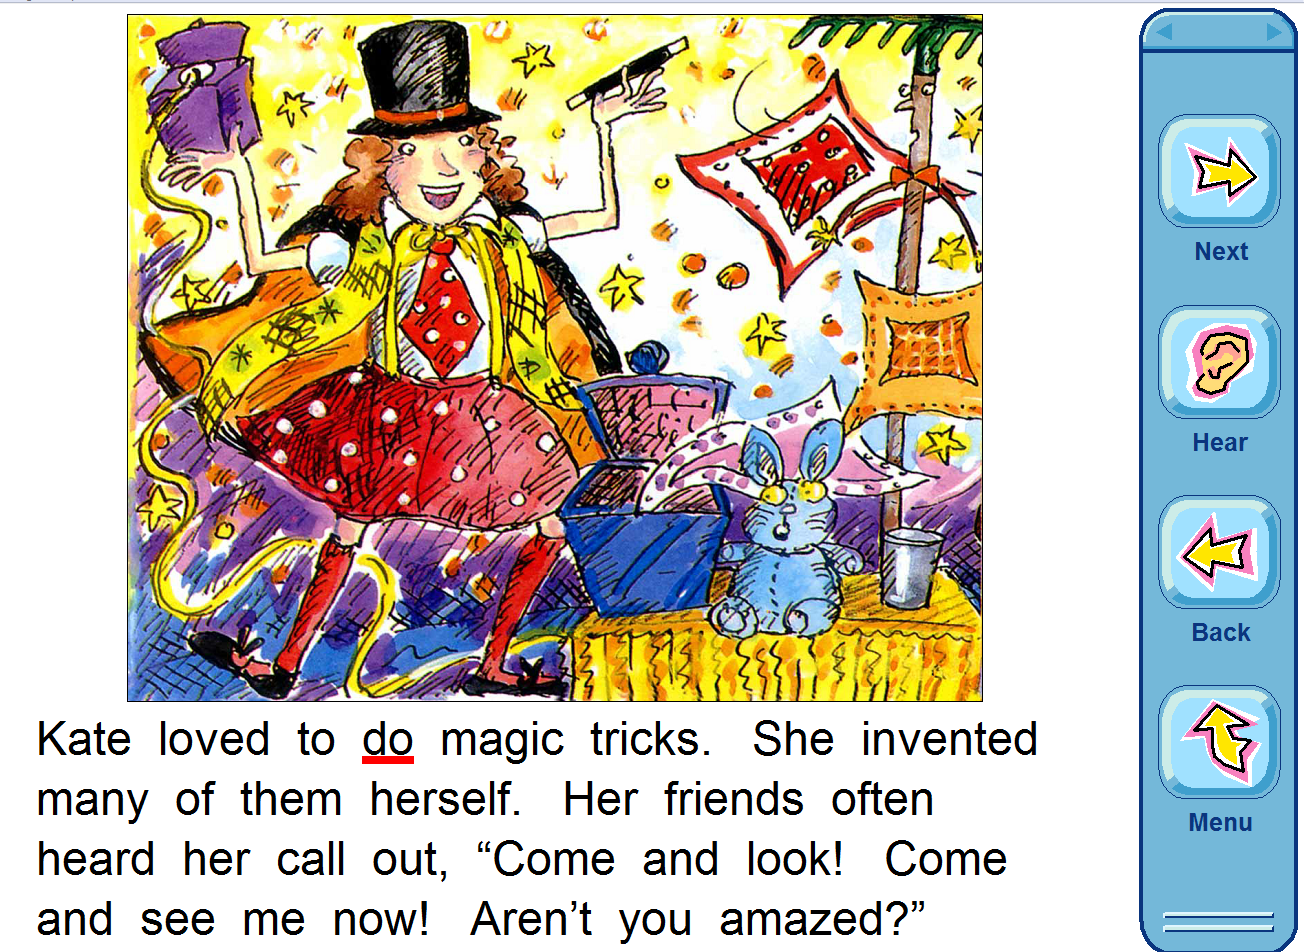 Kate loved to do magic tricks. She invented
many of them herself. Her friends often
heard her call out, “Come and look! Come
and see me now! Aren’t you amazed?”
Next
Hear
Back
Menu